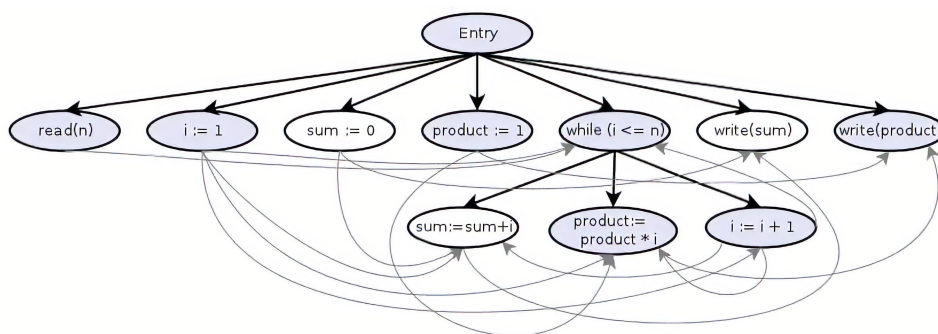 Entry
read(n)
i := 1
sum := 0
product := 1
while (i <= n)
write(sum)
write(product
sum:=sum+i
product:=
product * i
i := i + 1